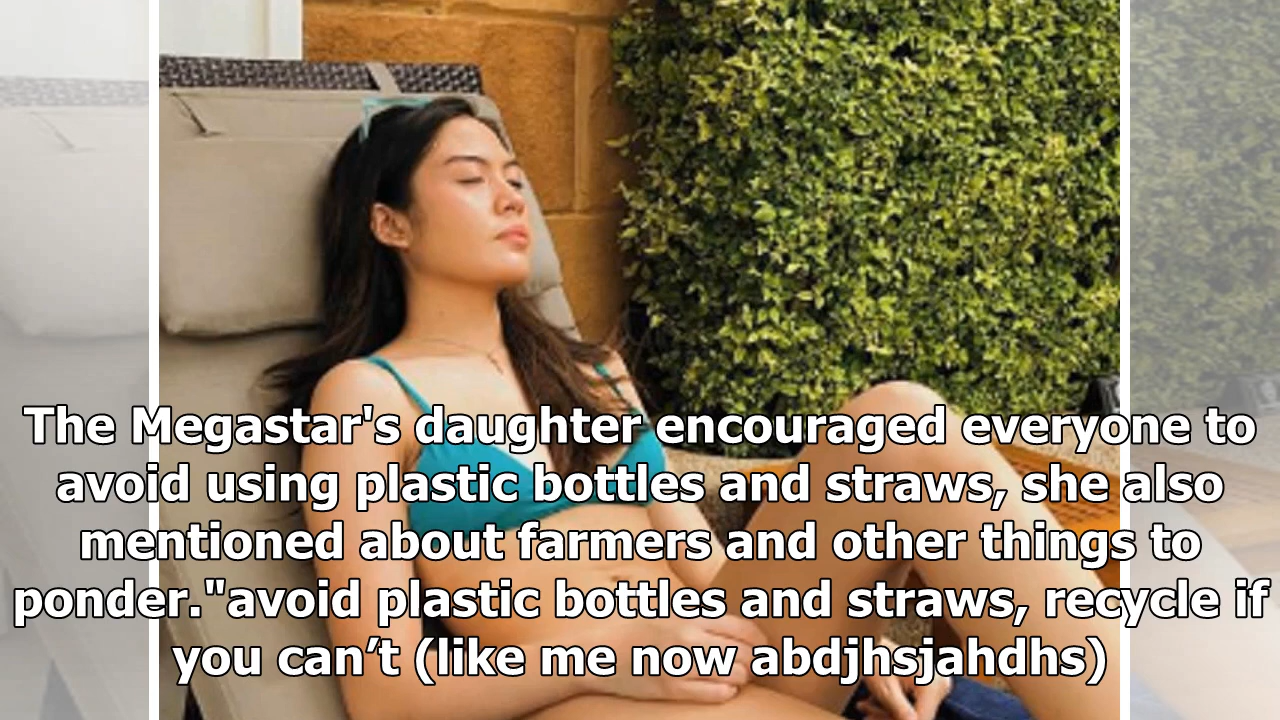 The Megastar's daughter encouraged everyone to
avoid using plastic bottles and straws, she also
mentioned about farmers and other things to
ponder."avoid plastic bottles and straws, recycle if
you can’t (like me now abdjhsjahdhs)